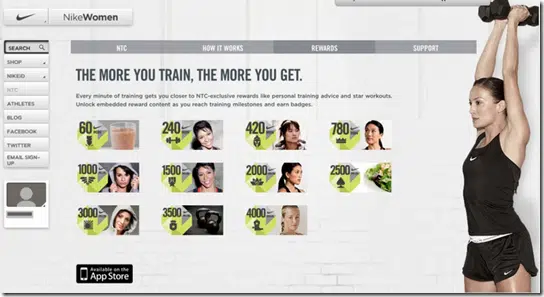 NikeWomen
SEARCH
SHOP
NIKEID
NTC
ATHLETES
BLOG
FACEBOOK
TWITTER
EMAIL SIGN-UP
NTC
HOW IT WORKS
REWARDS
SUPPORT
THE MORE YOU TRAIN, THE MORE YOU GET.
Every minute of training gets you closer to NTC-exclusive rewards like personal training advice and star workouts.
Unlock embedded reward content as you reach training milestones and earn badges.
60
240
420
780
1000
1500
2000
2500
3000
3500
4000
Available on the
App Store